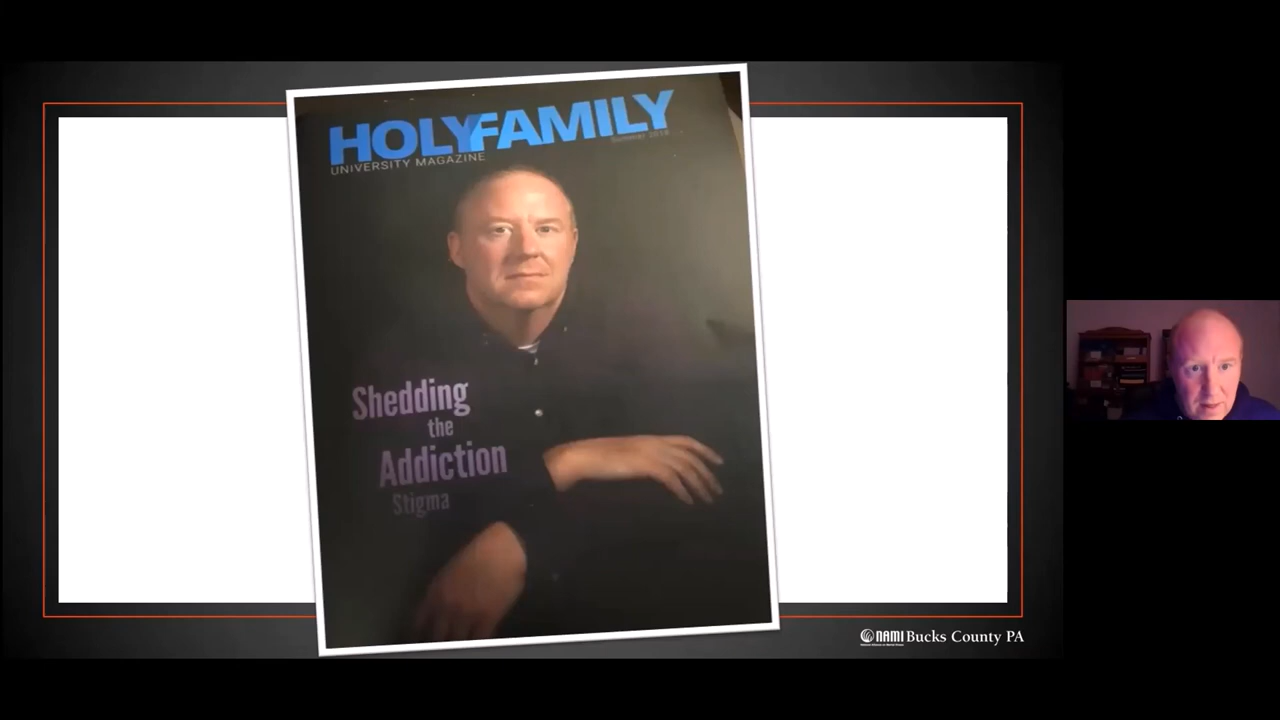 HOLYFAMILY
UNIVERSITY MAGAZINE
Shedding
the
Addiction
Stigma
NAMI Bucks County PA